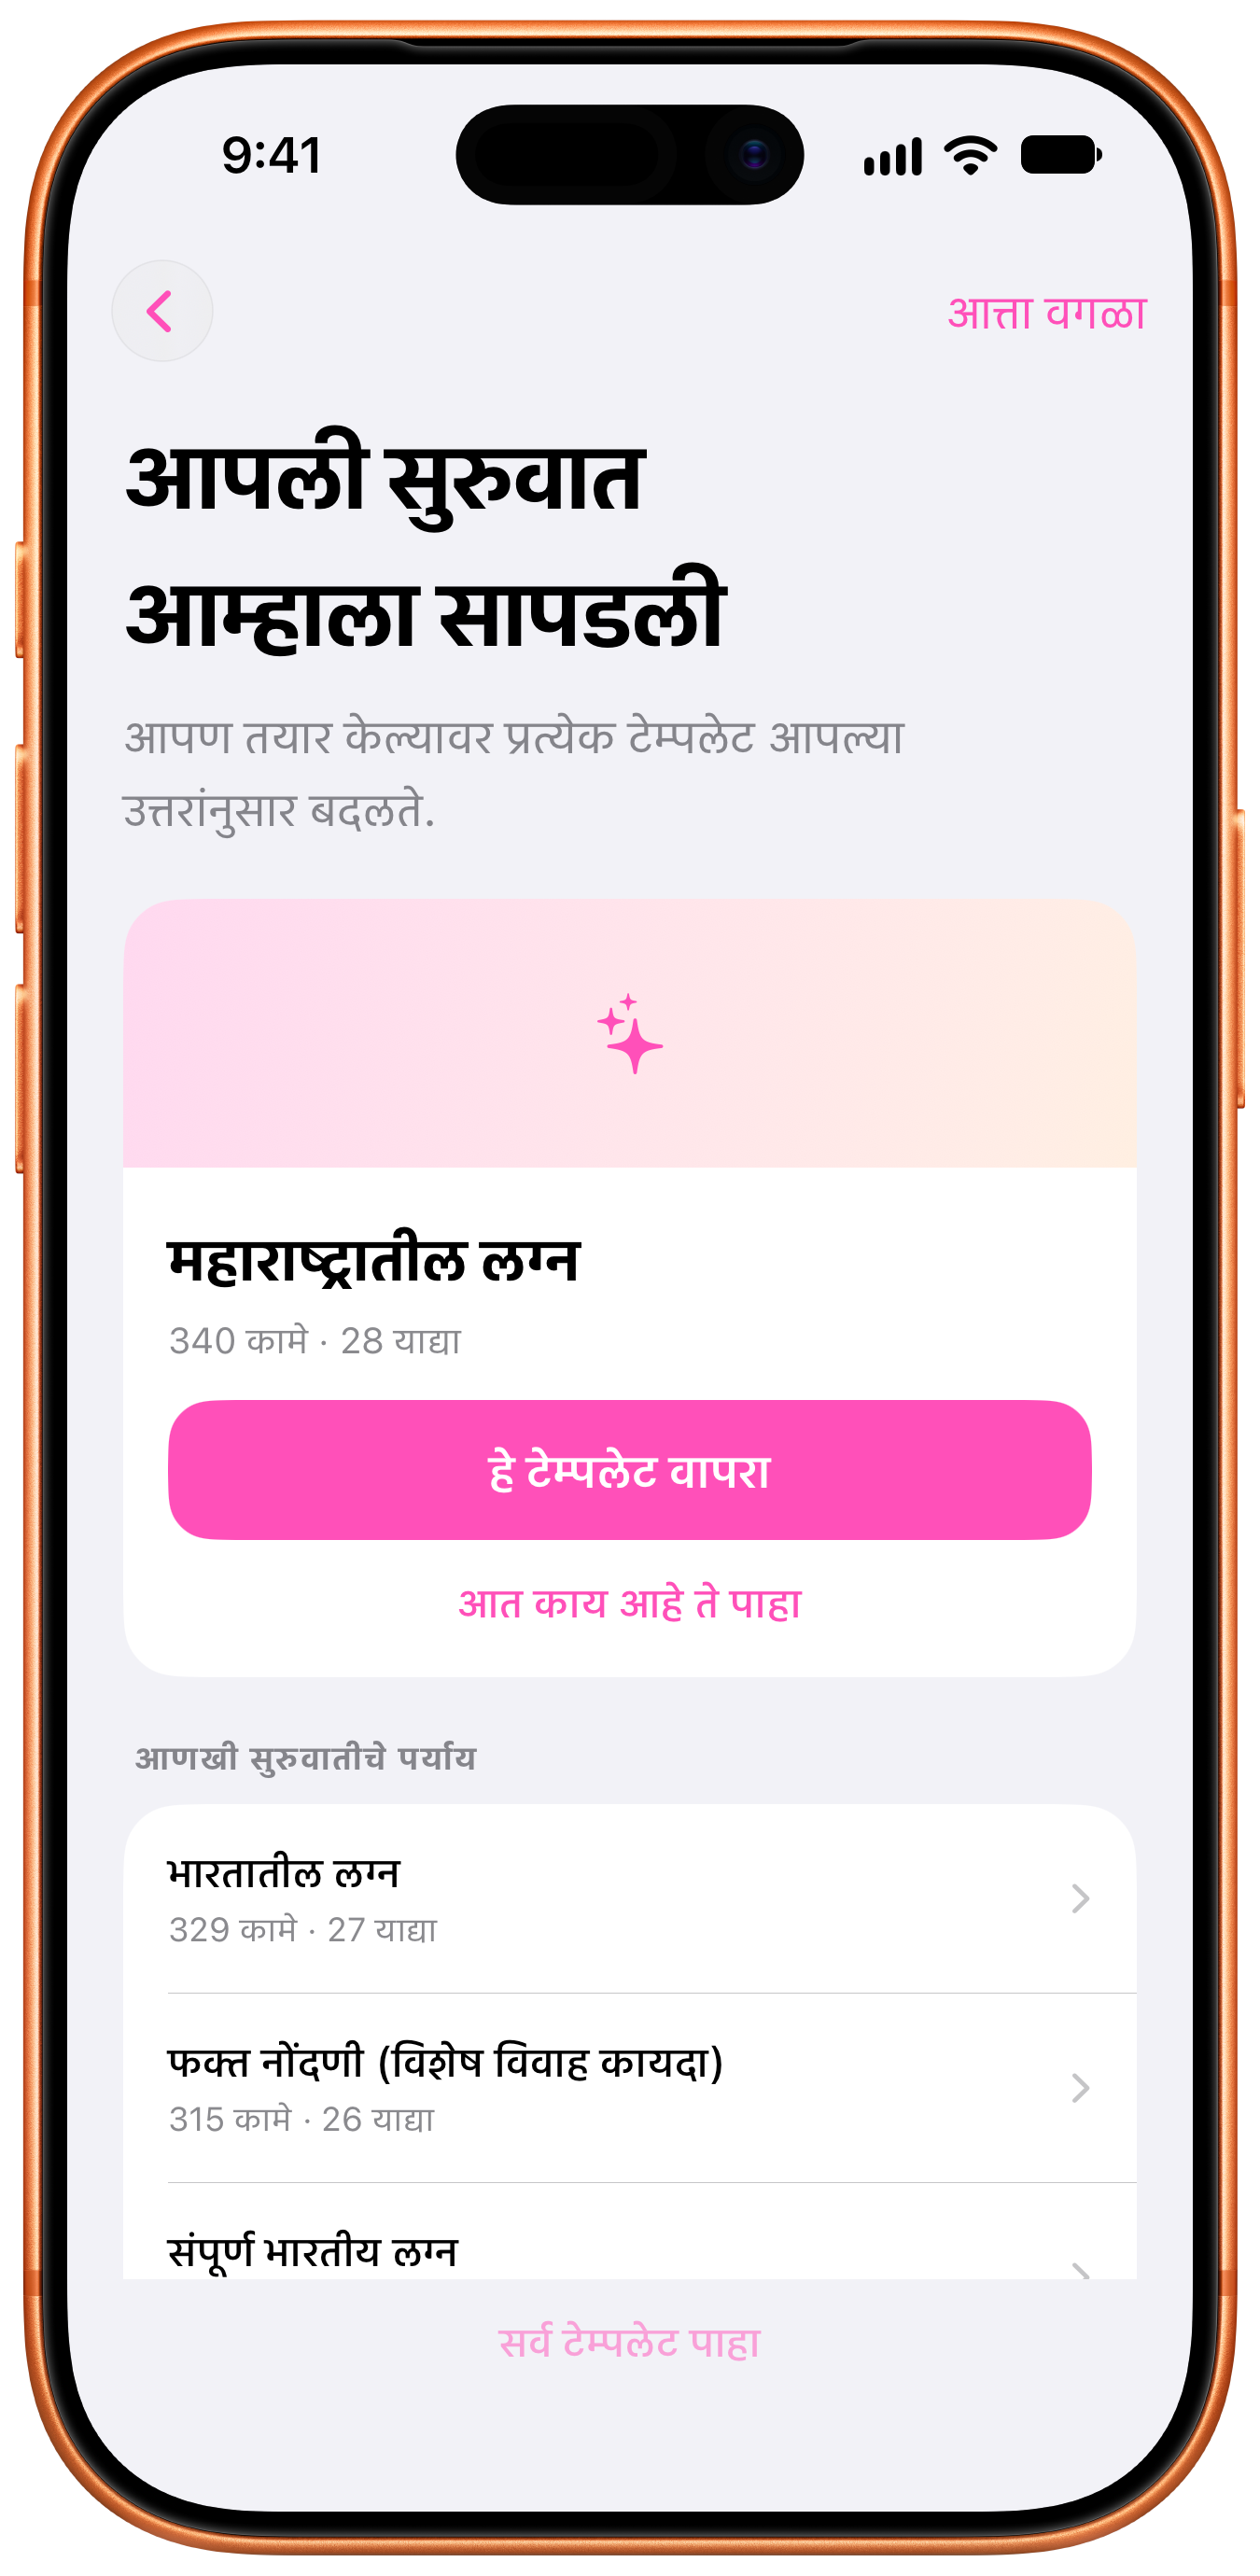 9:41
आत्ता वगळा
आपली सुरुवात
आम्हाला सापडली
आपण तयार केल्यावर प्रत्येक टेम्पलेट आपल्या
उत्तरांनुसार बदलते.
महाराष्ट्रातील लग्न
340 कामे · 28 याद्या
हे टेम्पलेट वापरा
आत काय आहे ते पाहा
आणखी सुरुवातीचे पर्याय
भारतातील लग्न
329 कामे · 27 याद्या
फक्त नोंदणी (विशेष विवाह कायदा)
315 कामे · 26 याद्या
संपूर्ण भारतीय लग्न
सर्व टेम्पलेट पाहा